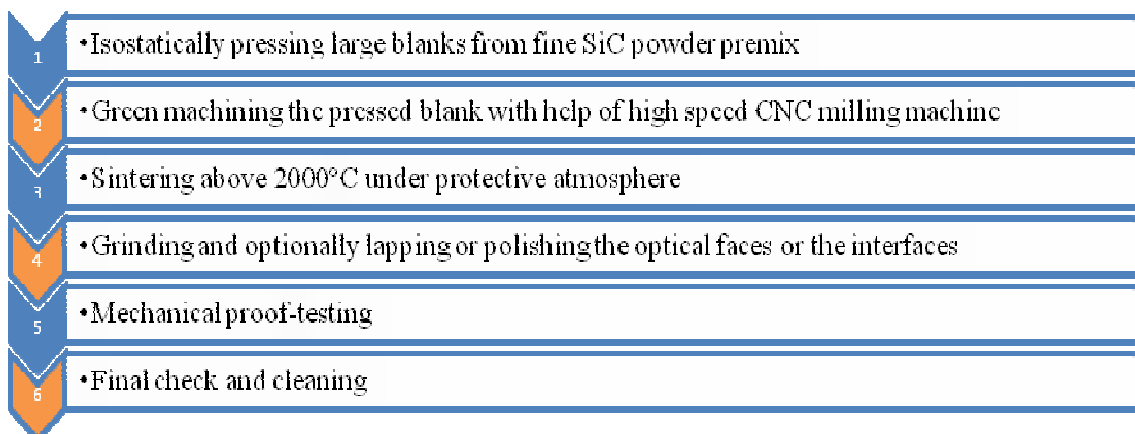 1
•Isostatically pressing large blanks from fine SiC powder premix
2
•Green machining the pressed blank with help of high speed CNC milling machine
3
•Sintering above 2000°C under protective atmosphere
4
•Grinding and optionally lapping or polishing the optical faces or the interfaces
5
•Mechanical proof-testing
6
•Final check and cleaning